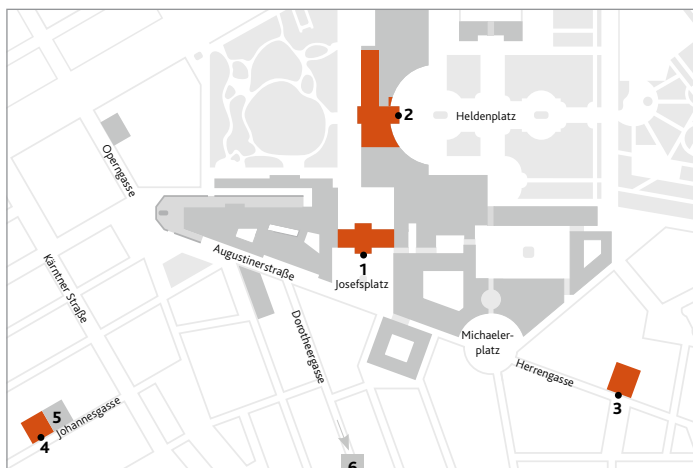 2
Heldenplatz
Operngasse
Augustinerstraße
1
Josefsplatz
Kärntner Straße
Dorotheergasse
Michaeler-
platz
Herrengasse
3
5
Johannesgasse
4
6